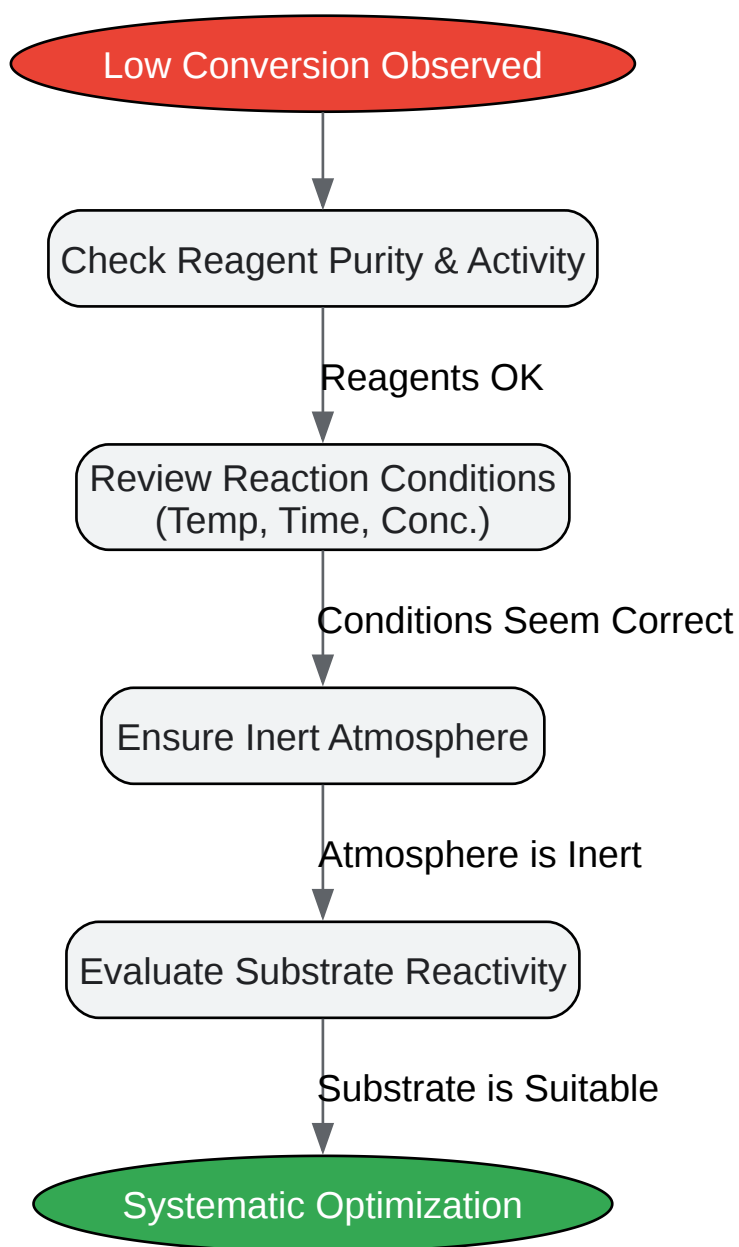 Low Conversion Observed
Check Reagent Purity & Activity
Reagents OK
Review Reaction Conditions
(Temp, Time, Conc.)
Conditions Seem Correct
Ensure Inert Atmosphere
Atmosphere is Inert
Evaluate Substrate Reactivity
Substrate is Suitable
Systematic Optimization